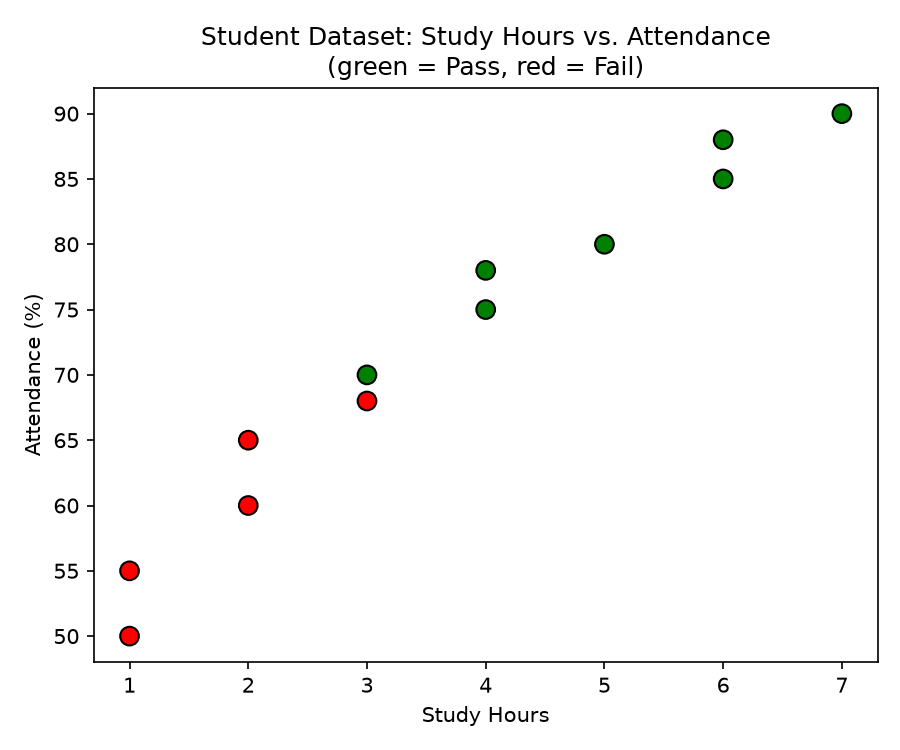 Student Dataset: Study Hours vs. Attendance
(green = Pass, red = Fail)
90
85
80
75
70
65
60
55
50
Attendance (%)
1 2 3 4 5 6 7
Study Hours